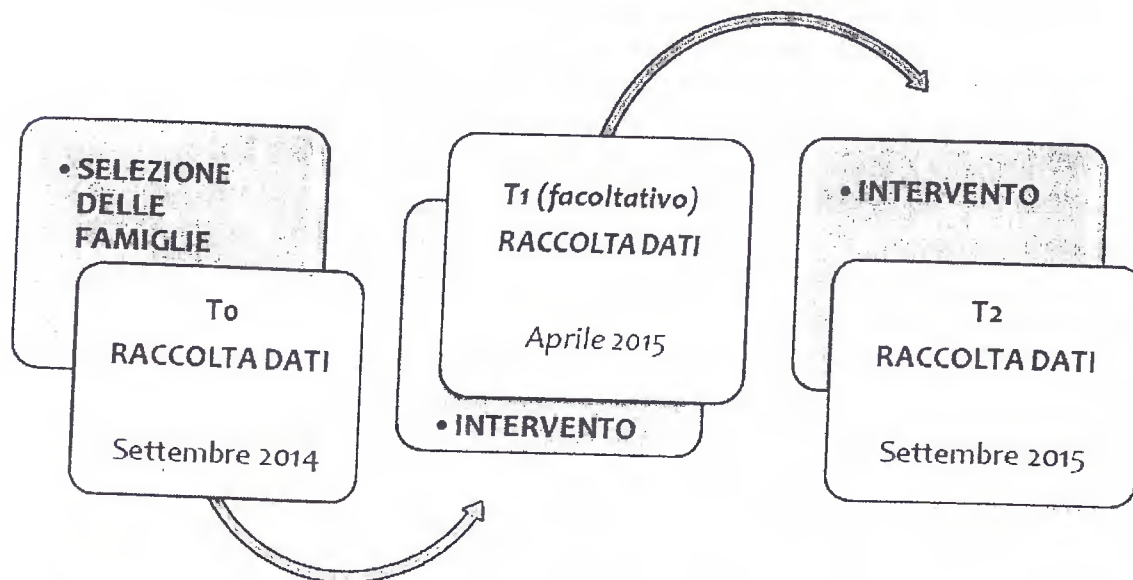 • SELEZIONE
DELLE
FAMIGLIE
T0
RACCOLTA DATI
Settembre 2014
T1 (facoltativo)
RACCOLTA DATI
Aprile 2015
• INTERVENTO
• INTERVENTO
T2
RACCOLTA DATI
Settembre 2015